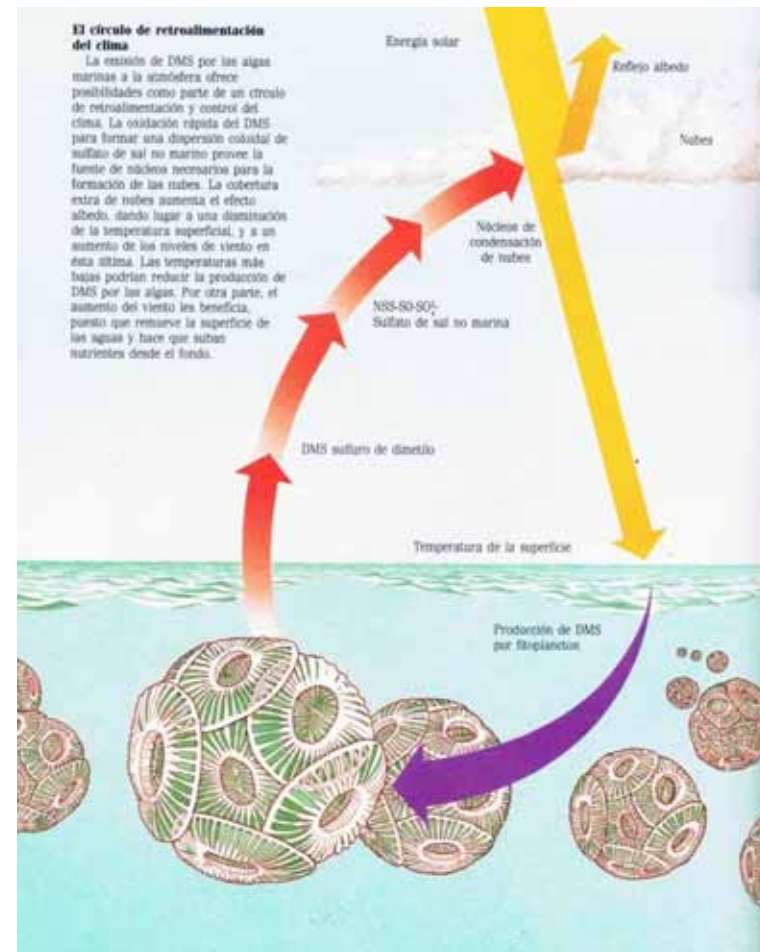 El círculo de retroalimentación
del clima
La emisión de DMS por las algas
marinas a la atmósfera ofrece
posibilidades como parte de un círculo
de retroalimentación y control del
clima. La oxidación rápida del DMS
para formar una dispersión coloidal de
sulfato de sal no marino provee la
fuente de núcleos necesarios para la
formación de las nubes. La cobertura
extra de nubes aumenta el efecto
albedo, dando lugar a una disminución
de la temperatura superficial, y a un
aumento de los niveles de viento en
ésta última. Las temperaturas más
bajas podrían reducir la producción de
DMS por las algas. Por otra parte, el
aumento del viento les beneficia,
puesto que remueve la superficie de
las aguas y hace que suban
nutrientes desde el fondo.
Energía solar
Reflejo albedo
Nubes
Núcleos de
condensación
de nubes
NSS-SO-SO²⁻₄
Sulfato de sal no marina
DMS sulfuro de dimetilo
Temperatura de la superficie
Producción de DMS
por fitoplancton